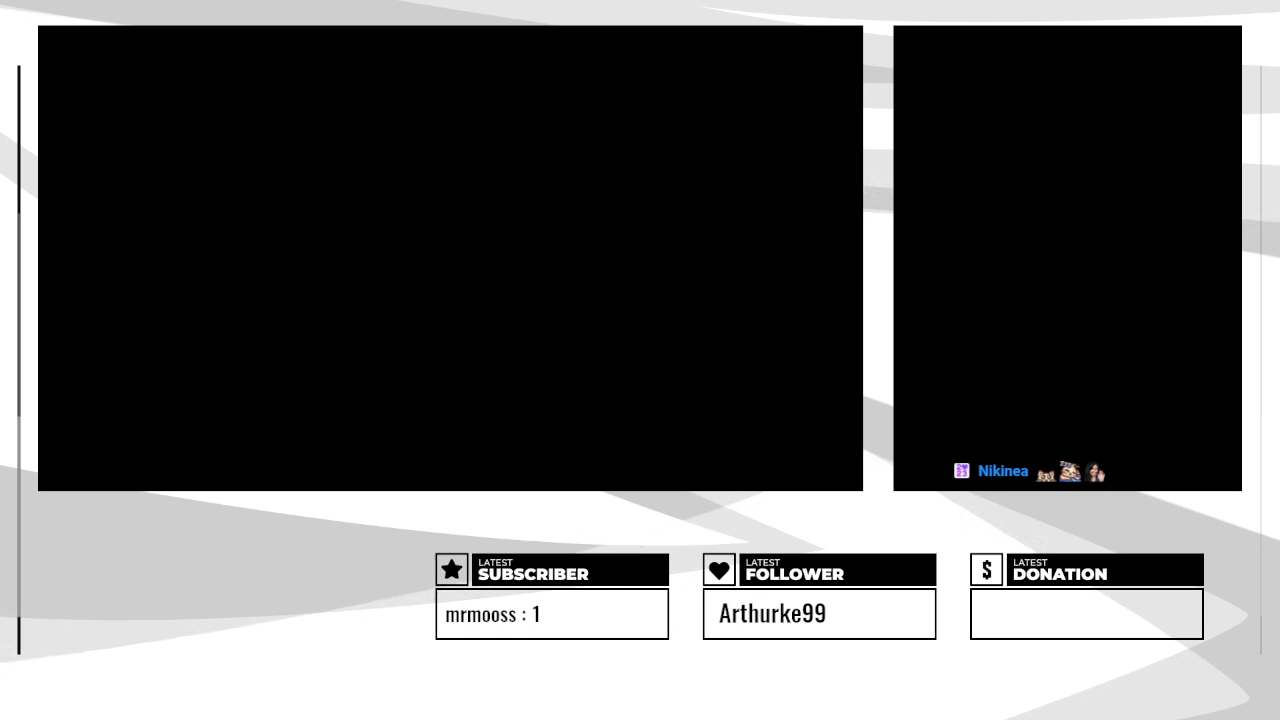 Nikinea
LATEST
SUBSCRIBER
mrmooss : 1
LATEST
FOLLOWER
Arthurke99
$
LATEST
DONATION